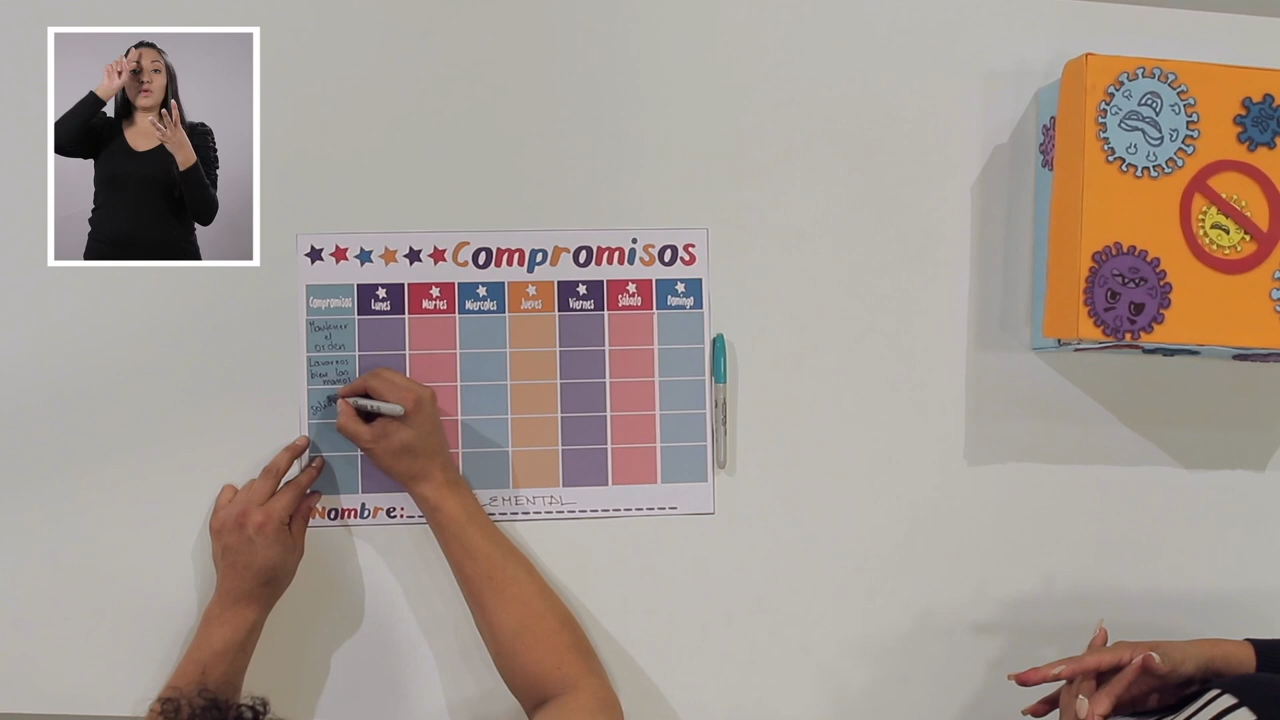 Compromisos
Compromisos Lunes Martes Miércoles Jueves Viernes Sábado Domingo
Mantener
el
orden
Lavarnos
bien las
manos
Nombre: